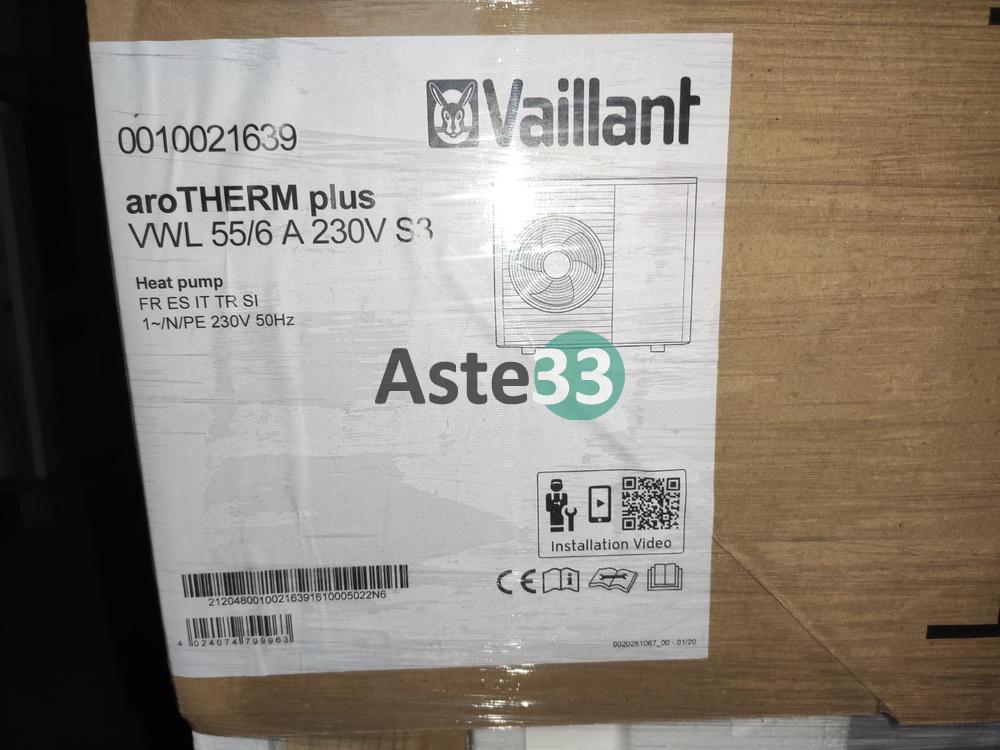 Vaillant
0010021639
aroTHERM plus
VWL 55/6 A 230V S3
Heat pump
FR ES IT TR SI
1~/N/PE 230V 50Hz
Aste33
Installation Video
CE
21204800100216391610005022N6
4 024074 799963
0020251067_00 - 01/20